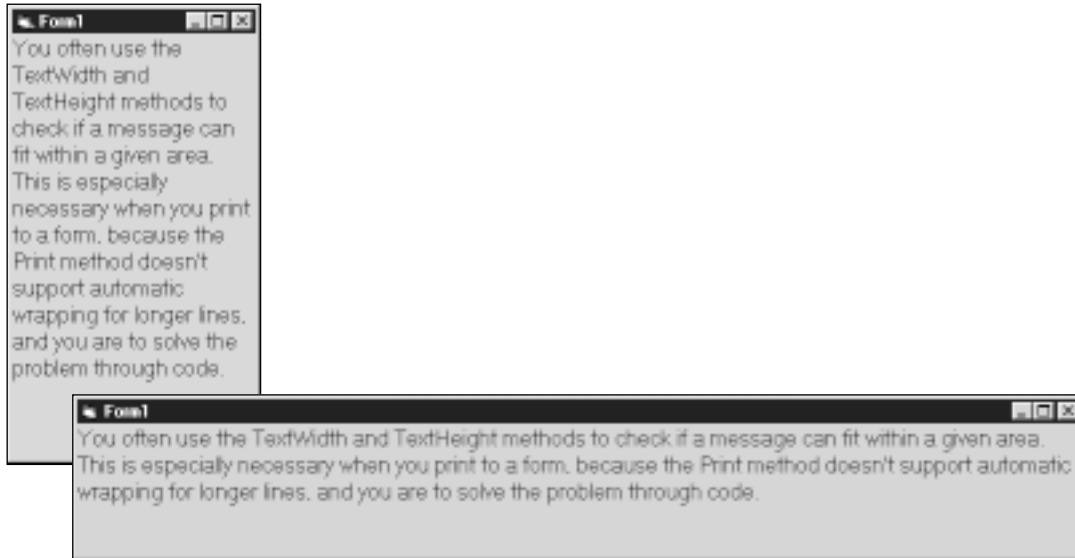 Form1
You often use the
TextWidth and
TextHeight methods to
check if a message can
fit within a given area.
This is especially
necessary when you print
to a form, because the
Print method doesn't
support automatic
wrapping for longer lines,
and you are to solve the
problem through code.
Form1
You often use the TextWidth and TextHeight methods to check if a message can fit within a given area.
This is especially necessary when you print to a form, because the Print method doesn't support automatic
wrapping for longer lines, and you are to solve the problem through code.